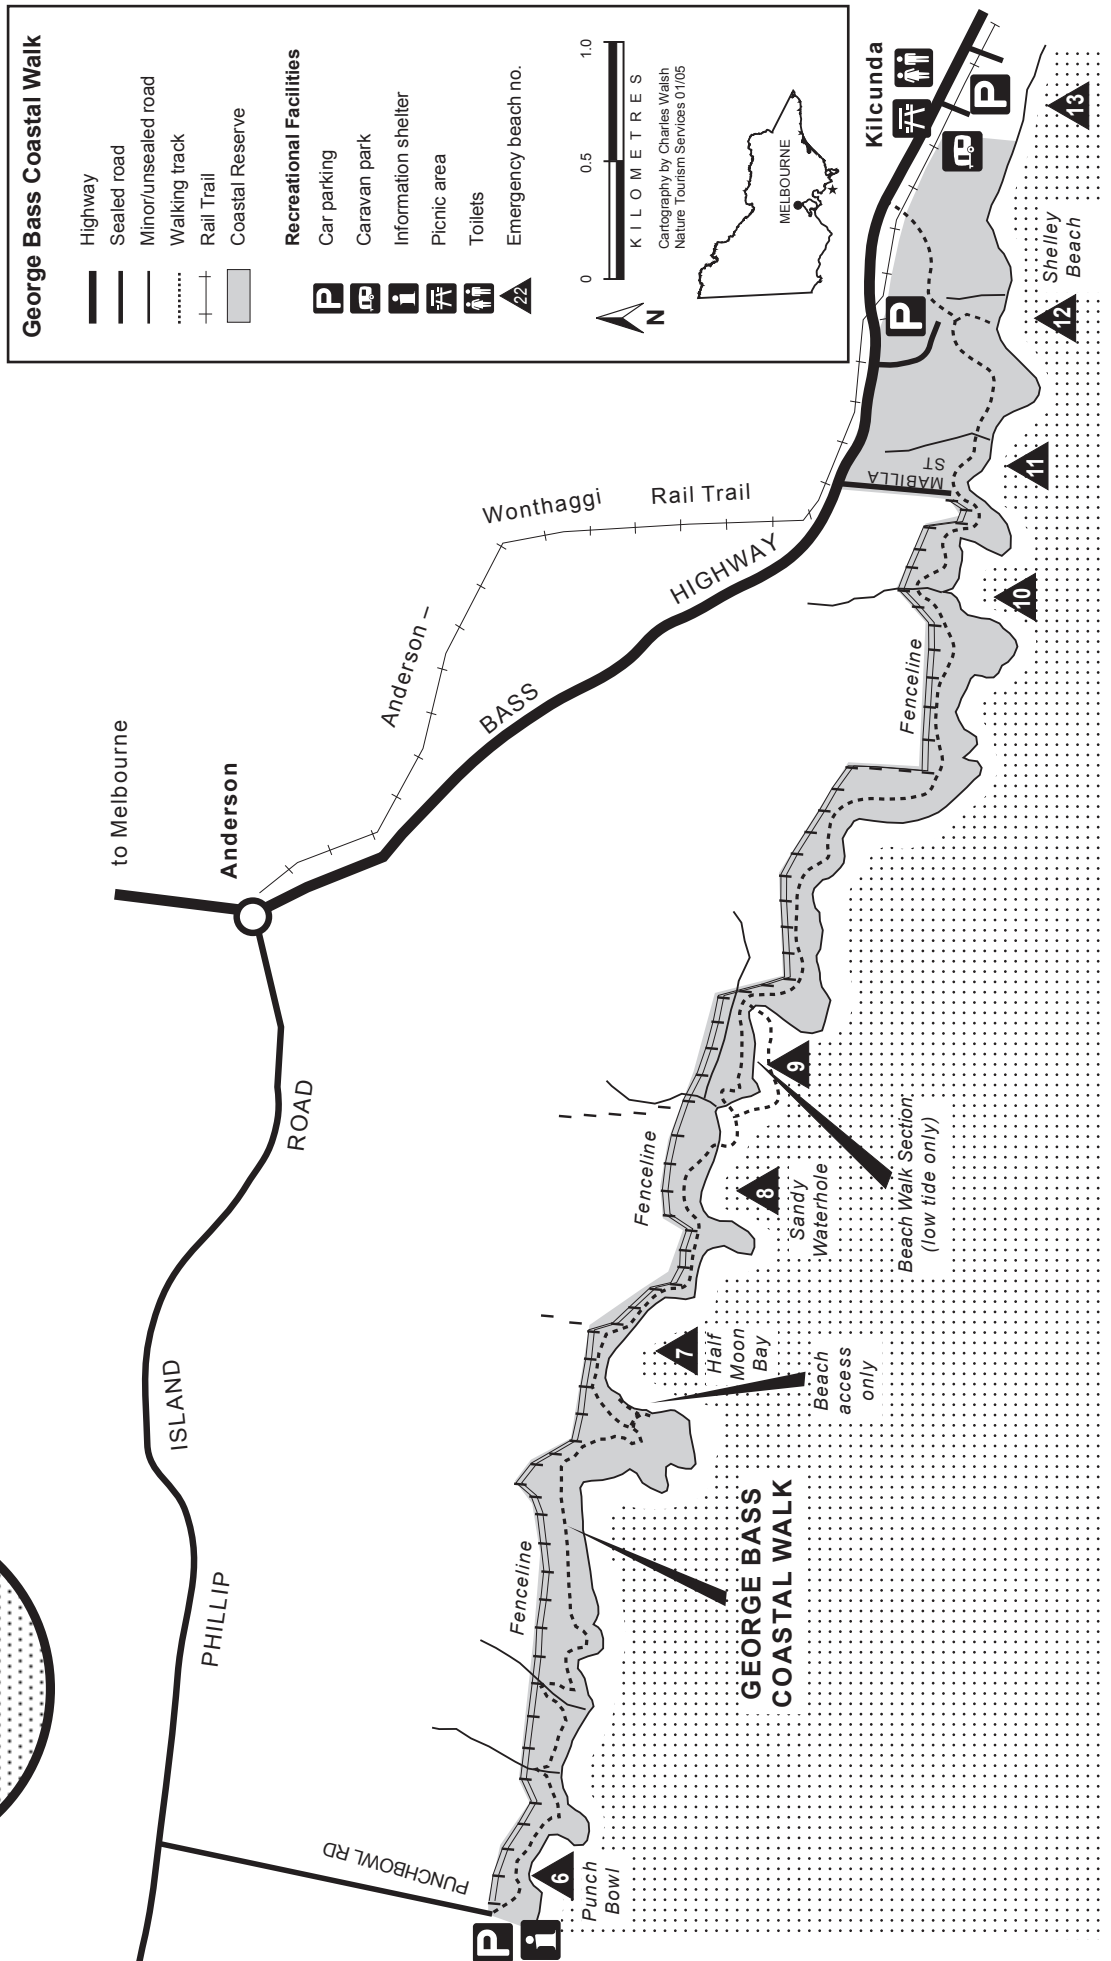 George Bass Coastal Walk
Highway
Sealed road
Minor/unsealed road
Walking track
Rail Trail
Coastal Reserve
Recreational Facilities
P Car parking
Caravan park
i Information shelter
Picnic area
Toilets
22 Emergency beach no.
0 0.5 1.0
KILOMETRES
Cartography by Charles Walsh
Nature Tourism Services 01/05
N
MELBOURNE
to Melbourne
Anderson
Anderson –
Wonthaggi
Rail Trail
BASS
HIGHWAY
PHILLIP
ISLAND
ROAD
PUNCHBOWL RD
P
i
6
Punch
Bowl
Fenceline
GEORGE BASS
COASTAL WALK
Beach
access
only
7
Half
Moon
Bay
Fenceline
8
Sandy
Waterhole
Beach Walk Section
(low tide only)
9
Fenceline
10
MABILLA
ST
11
P
12
Shelley
Beach
Kilcunda
P
13